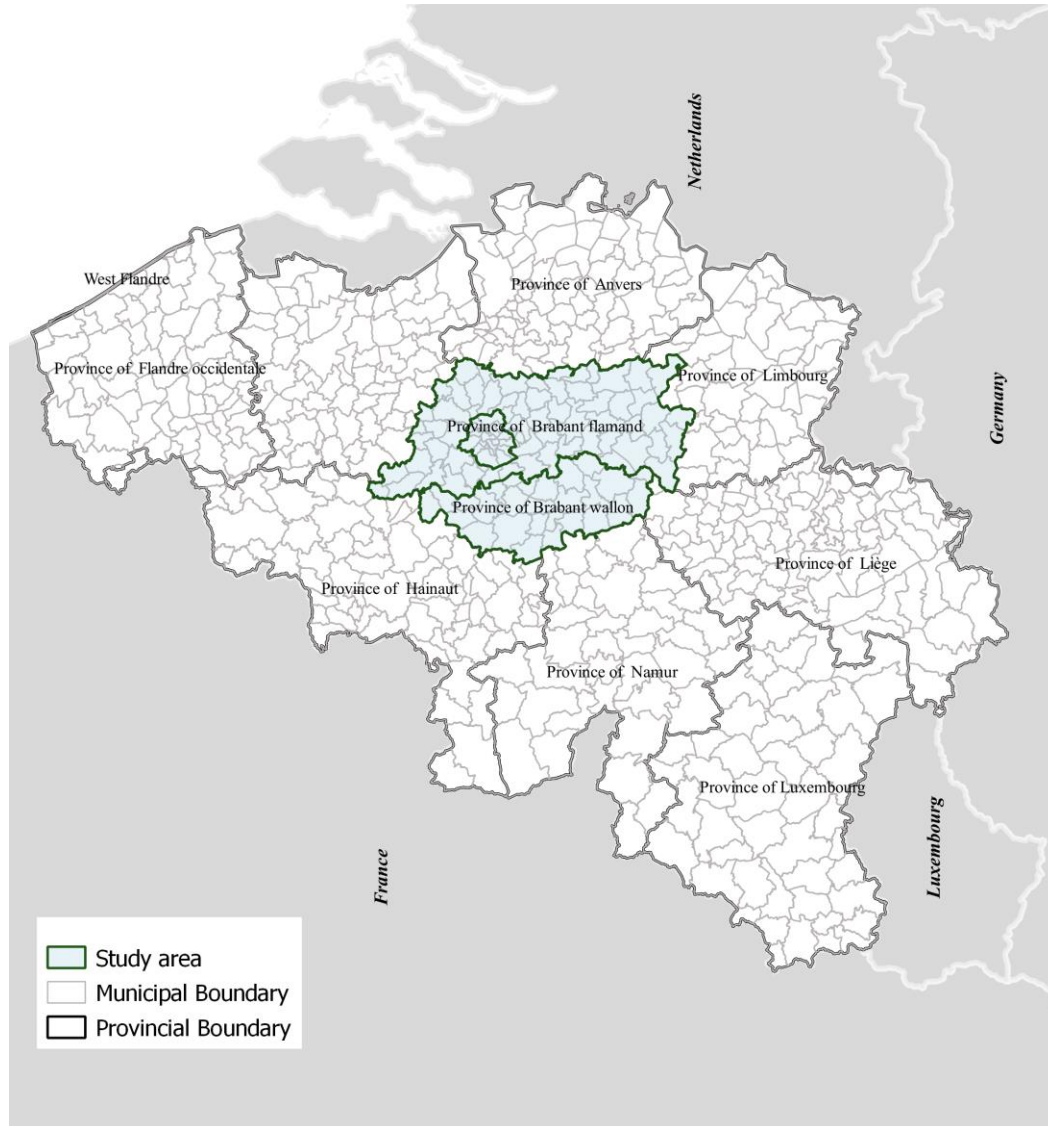 Netherlands
West Flandre
Province of Anvers
Province of Flandre occidentale
Province of Limbourg
Germany
Province of Brabant flamand
Province of Brabant wallon
Province of Liège
Province of Hainaut
Province of Namur
Province of Luxembourg
Luxembourg
France
Study area
Municipal Boundary
Provincial Boundary